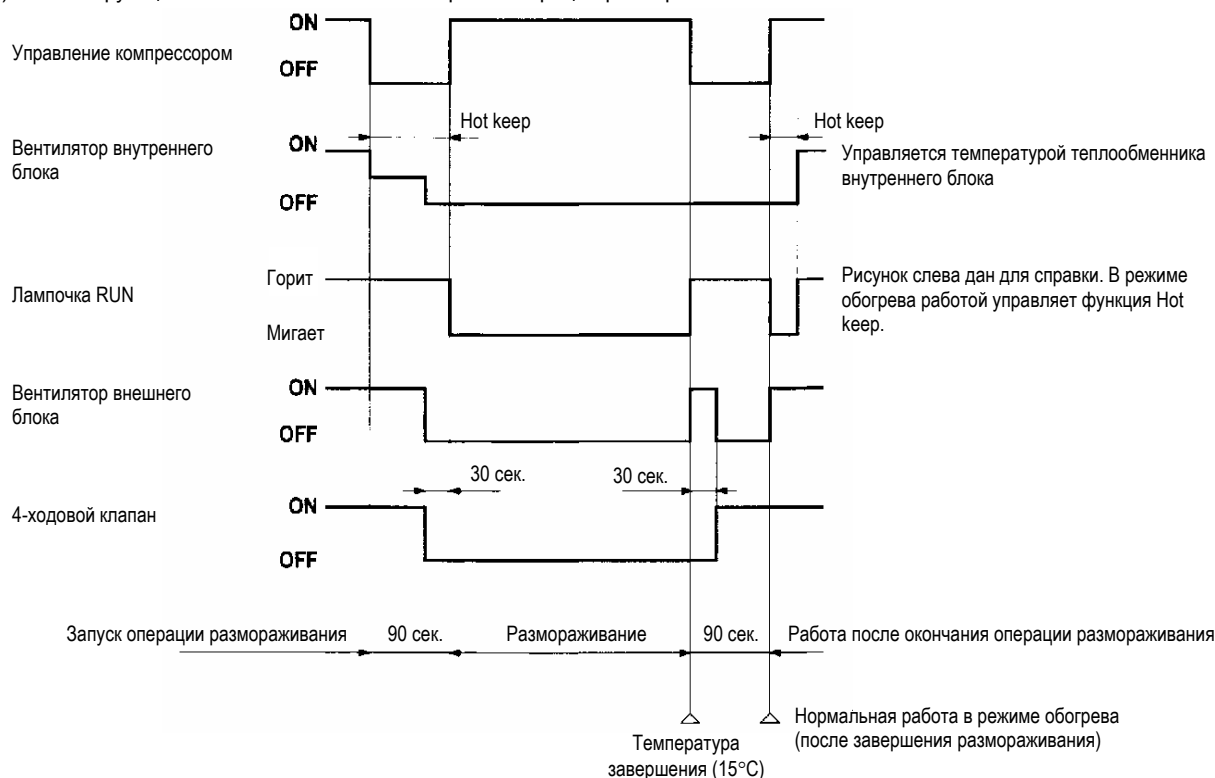 ON
Управление компрессором
OFF
Hot keep
Hot keep
Вентилятор внутреннего
блока
ON
OFF
Управляется температурой теплообменника
внутреннего блока
Горит
Лампочка RUN
Мигает
Рисунок слева дан для справки. В режиме
обогрева работой управляет функция Hot
keep.
Вентилятор внешнего
блока
ON
OFF
30 сек.
30 сек.
4-ходовой клапан
ON
OFF
Запуск операции размораживания
90 сек.
Размораживание
90 сек.
Работа после окончания операции размораживания
Температура
завершения (15°C)
Нормальная работа в режиме обогрева
(после завершения размораживания)